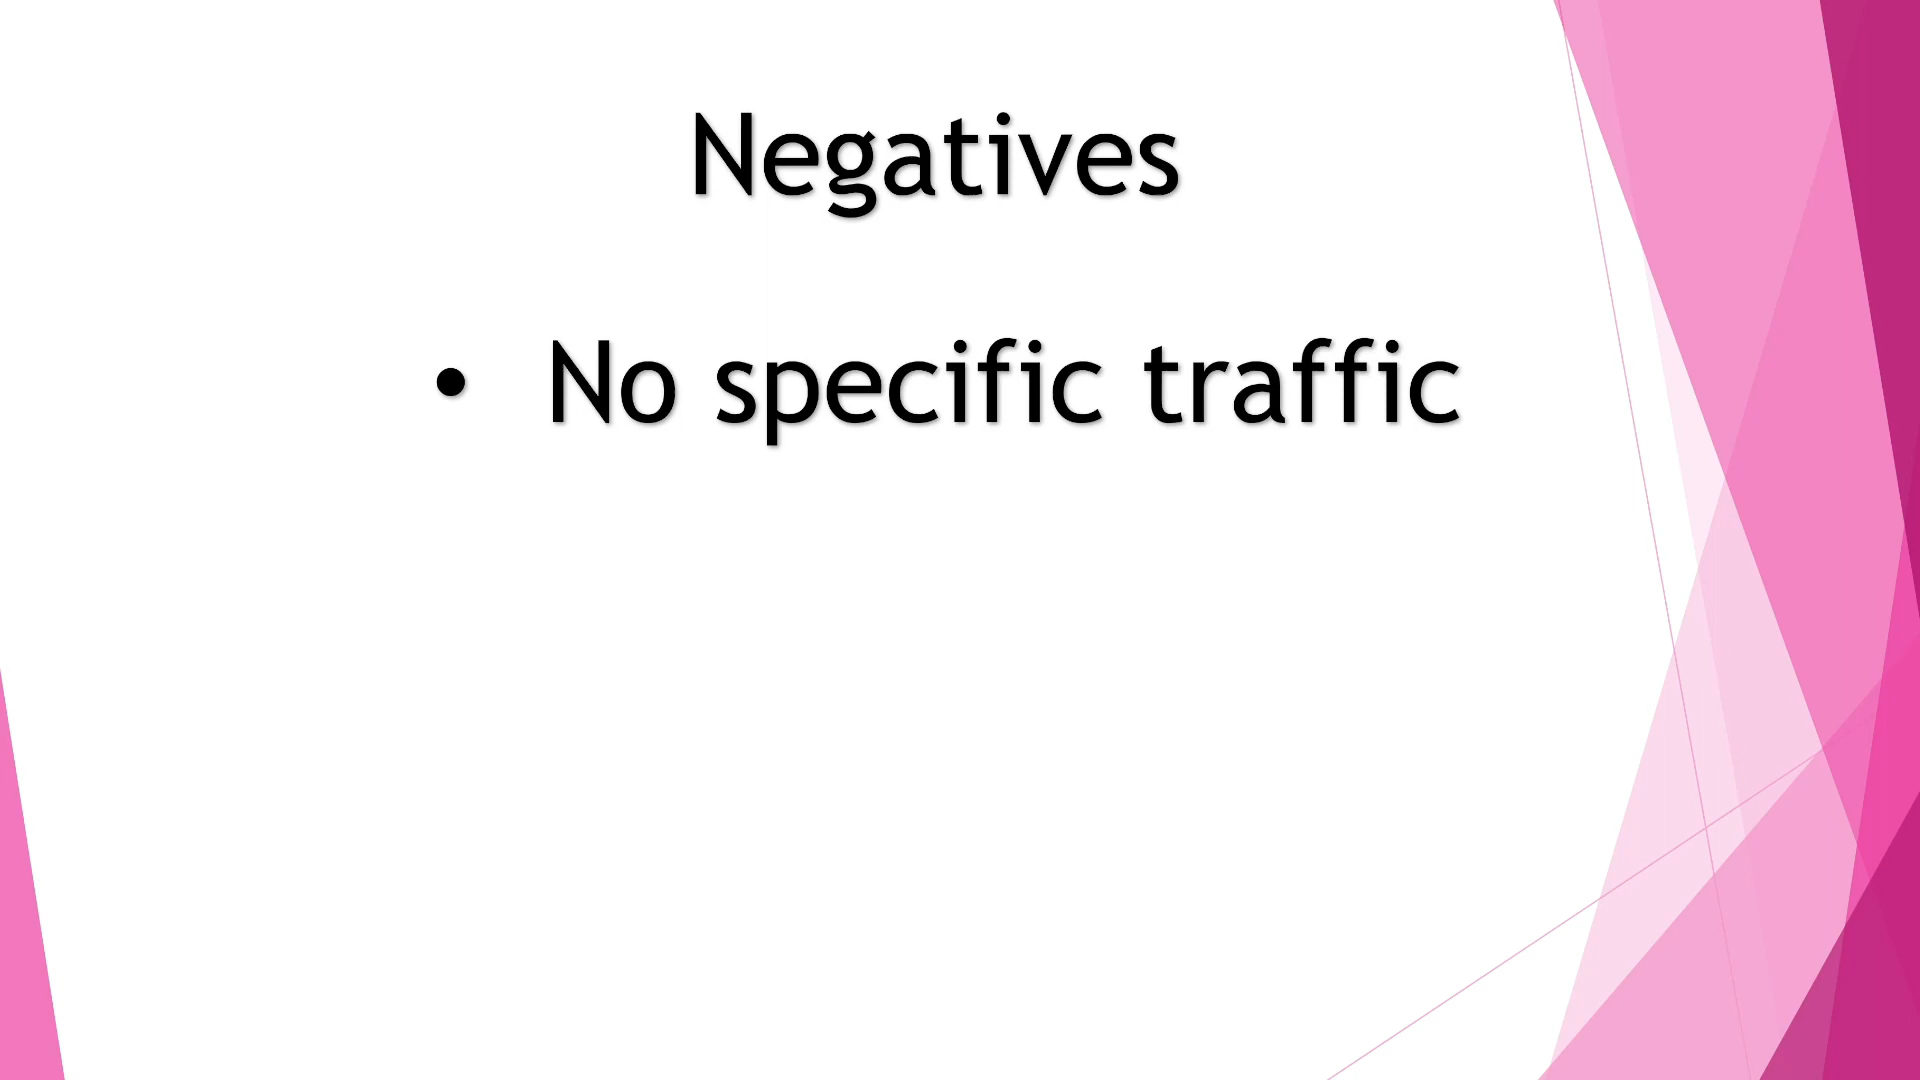 Negatives
• No specific traffic